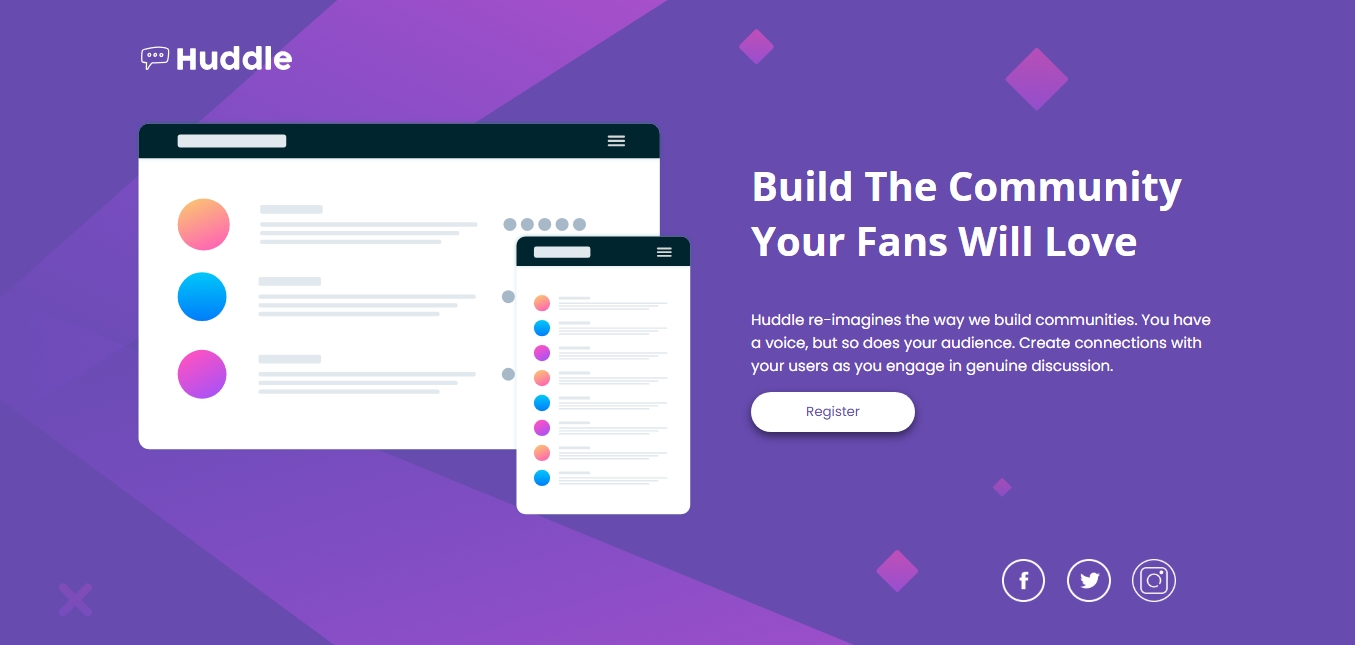 Huddle
Build The Community
Your Fans Will Love
Huddle re-imagines the way we build communities. You have
a voice, but so does your audience. Create connections with
your users as you engage in genuine discussion.
Register